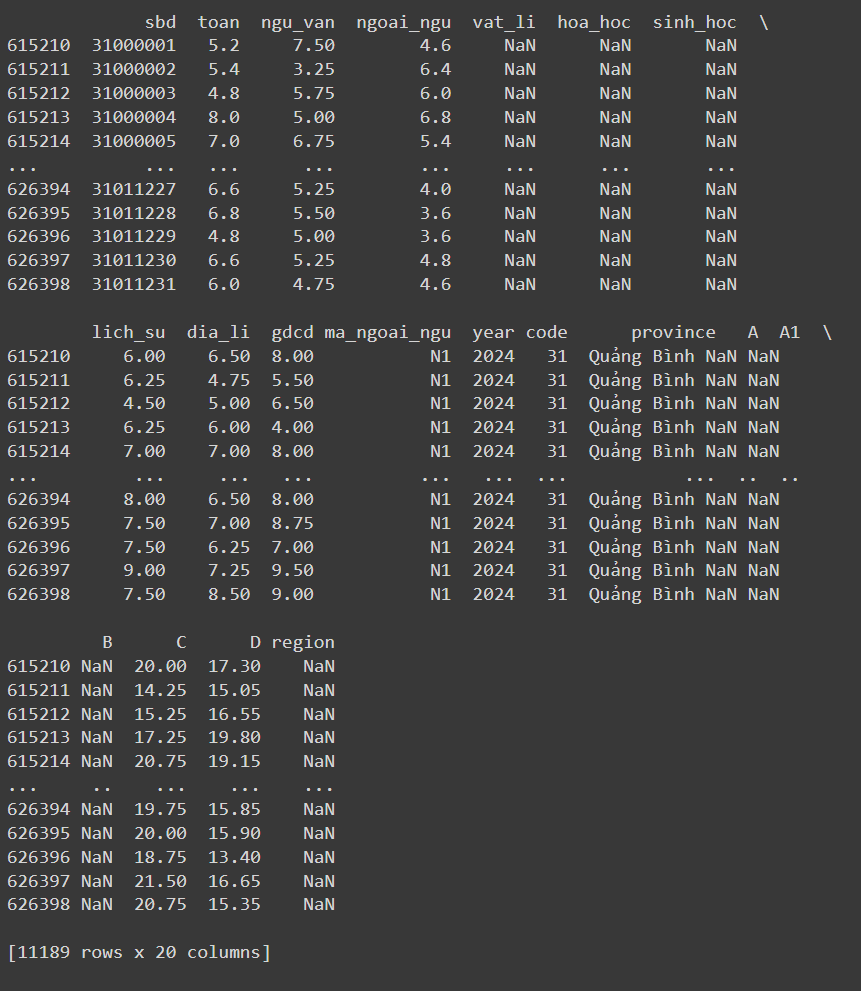 sbd toan ngu_van ngoai_ngu vat_li hoa_hoc sinh_hoc \
615210 31000001 5.2 7.50 4.6 NaN NaN NaN
615211 31000002 5.4 3.25 6.4 NaN NaN NaN
615212 31000003 4.8 5.75 6.0 NaN NaN NaN
615213 31000004 8.0 5.00 6.8 NaN NaN NaN
615214 31000005 7.0 6.75 5.4 NaN NaN NaN
... ... ... ... ... ... ... ...
626394 31011227 6.6 5.25 4.0 NaN NaN NaN
626395 31011228 6.8 5.50 3.6 NaN NaN NaN
626396 31011229 4.8 5.00 3.6 NaN NaN NaN
626397 31011230 6.6 5.25 4.8 NaN NaN NaN
626398 31011231 6.0 4.75 4.6 NaN NaN NaN
lich_su dia_li gdcd ma_ngoai_ngu year code province A A1 \
615210 6.00 6.50 8.00 N1 2024 31 Quảng Bình NaN NaN
615211 6.25 4.75 5.50 N1 2024 31 Quảng Bình NaN NaN
615212 4.50 5.00 6.50 N1 2024 31 Quảng Bình NaN NaN
615213 6.25 6.00 4.00 N1 2024 31 Quảng Bình NaN NaN
615214 7.00 7.00 8.00 N1 2024 31 Quảng Bình NaN NaN
... ... ... ... ... ... ... ... .. ..
626394 8.00 6.50 8.00 N1 2024 31 Quảng Bình NaN NaN
626395 7.50 7.00 8.75 N1 2024 31 Quảng Bình NaN NaN
626396 7.50 6.25 7.00 N1 2024 31 Quảng Bình NaN NaN
626397 9.00 7.25 9.50 N1 2024 31 Quảng Bình NaN NaN
626398 7.50 8.50 9.00 N1 2024 31 Quảng Bình NaN NaN
B C D region
615210 NaN 20.00 17.30 NaN
615211 NaN 14.25 15.05 NaN
615212 NaN 15.25 16.55 NaN
615213 NaN 17.25 19.80 NaN
615214 NaN 20.75 19.15 NaN
... .. ... ... ...
626394 NaN 19.75 15.85 NaN
626395 NaN 20.00 15.90 NaN
626396 NaN 18.75 13.40 NaN
626397 NaN 21.50 16.65 NaN
626398 NaN 20.75 15.35 NaN
[11189 rows x 20 columns]